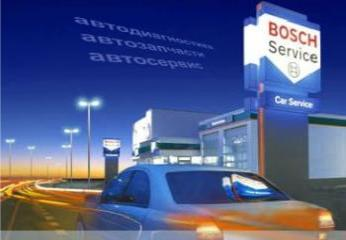 автодиагностика
автозапчасти
автосервис
BOSCH
Service
Car Service